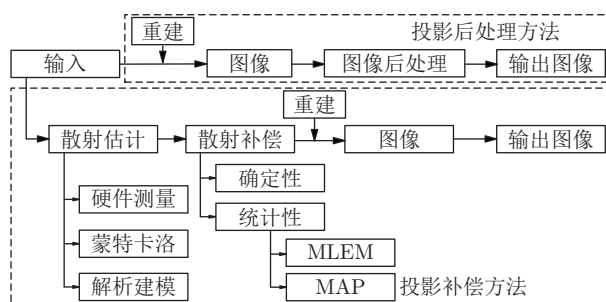 重建
投影后处理方法
输入
图像
图像后处理
输出图像
重建
散射估计
散射补偿
图像
输出图像
确定性
硬件测量
统计性
蒙特卡洛
MLEM
解析建模
MAP
投影补偿方法